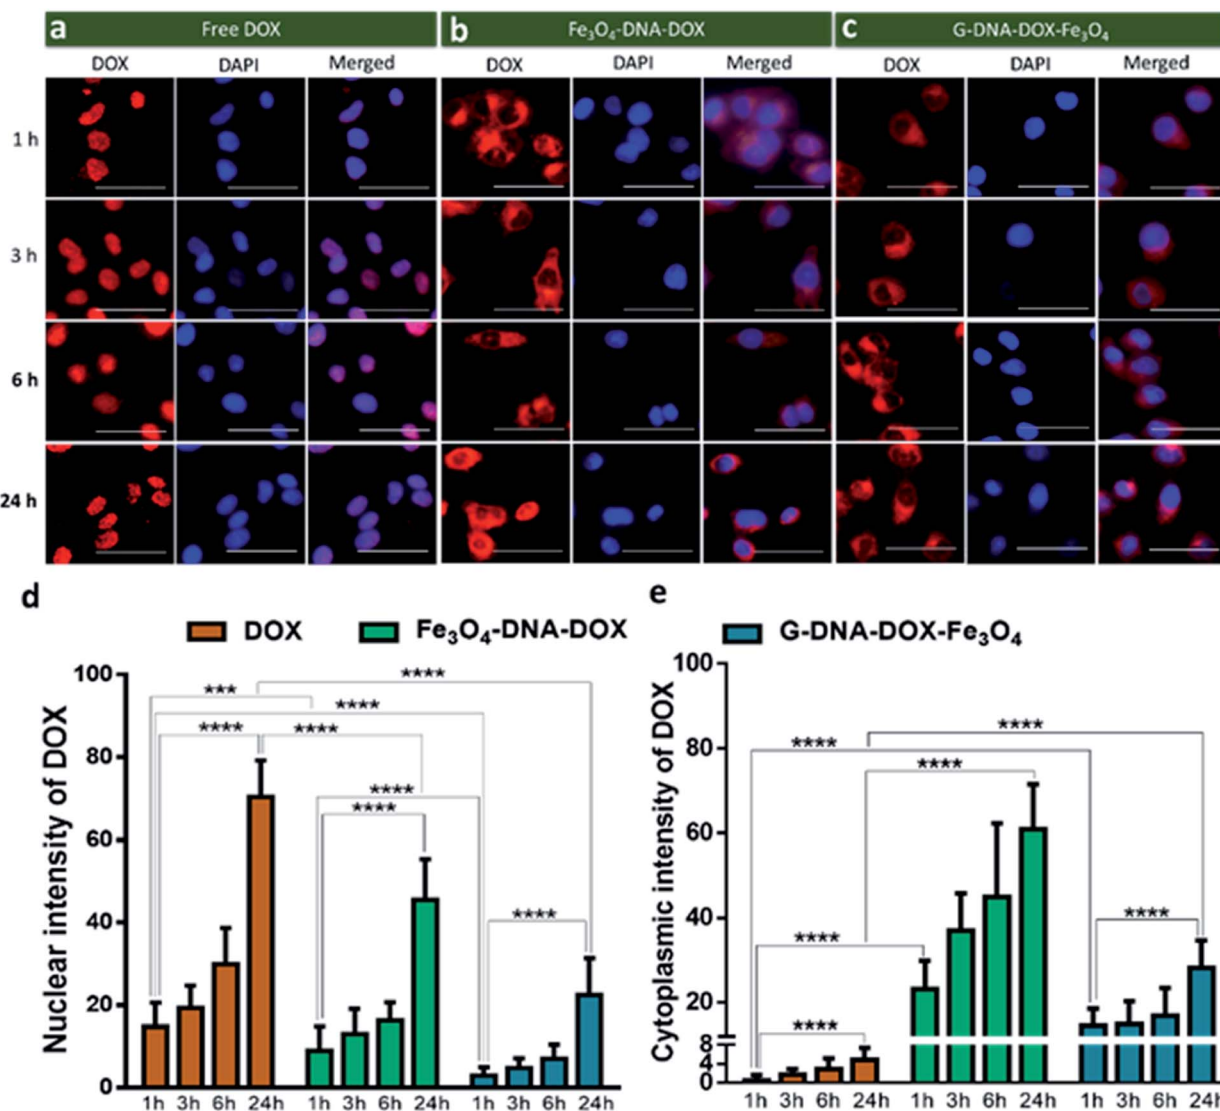 a Free DOX b Fe₃O₄-DNA-DOX c G-DNA-DOX-Fe₃O₄
DOX DAPI Merged DOX DAPI Merged DOX DAPI Merged
1 h
3 h
6 h
24 h
d
DOX Fe₃O₄-DNA-DOX
Nuclear intensity of DOX
100
80
60
40
20
0
****
***
****
**** ****
****
****
****
1h 3h 6h 24h 1h 3h 6h 24h 1h 3h 6h 24h
e
G-DNA-DOX-Fe₃O₄
Cytoplasmic intensity of DOX
100
80
60
40
20
8
4
0
****
****
****
****
****
****
1h 3h 6h 24h 1h 3h 6h 24h 1h 3h 6h 24h